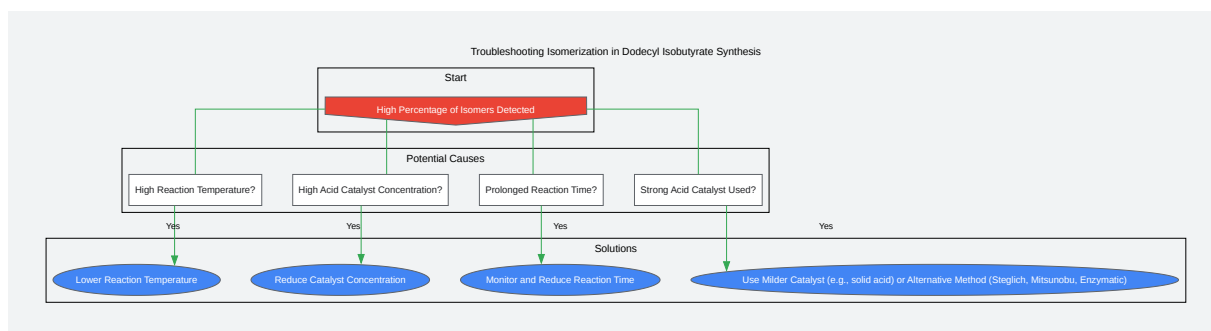 Troubleshooting Isomerization in Dodecyl Isobutyrate Synthesis
Start
High Percentage of Isomers Detected
Potential Causes
High Reaction Temperature?
High Acid Catalyst Concentration?
Prolonged Reaction Time?
Strong Acid Catalyst Used?
Yes
Yes
Yes
Yes
Solutions
Lower Reaction Temperature
Reduce Catalyst Concentration
Monitor and Reduce Reaction Time
Use Milder Catalyst (e.g., solid acid) or Alternative Method (Steglich, Mitsunobu, Enzymatic)